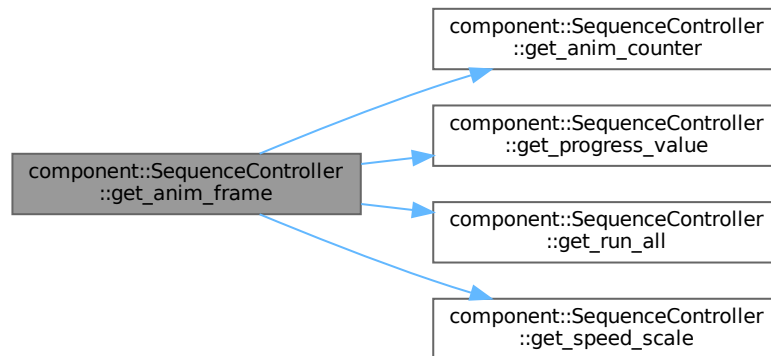 component::SequenceController
::get_anim_frame
component::SequenceController
::get_anim_counter
component::SequenceController
::get_progress_value
component::SequenceController
::get_run_all
component::SequenceController
::get_speed_scale